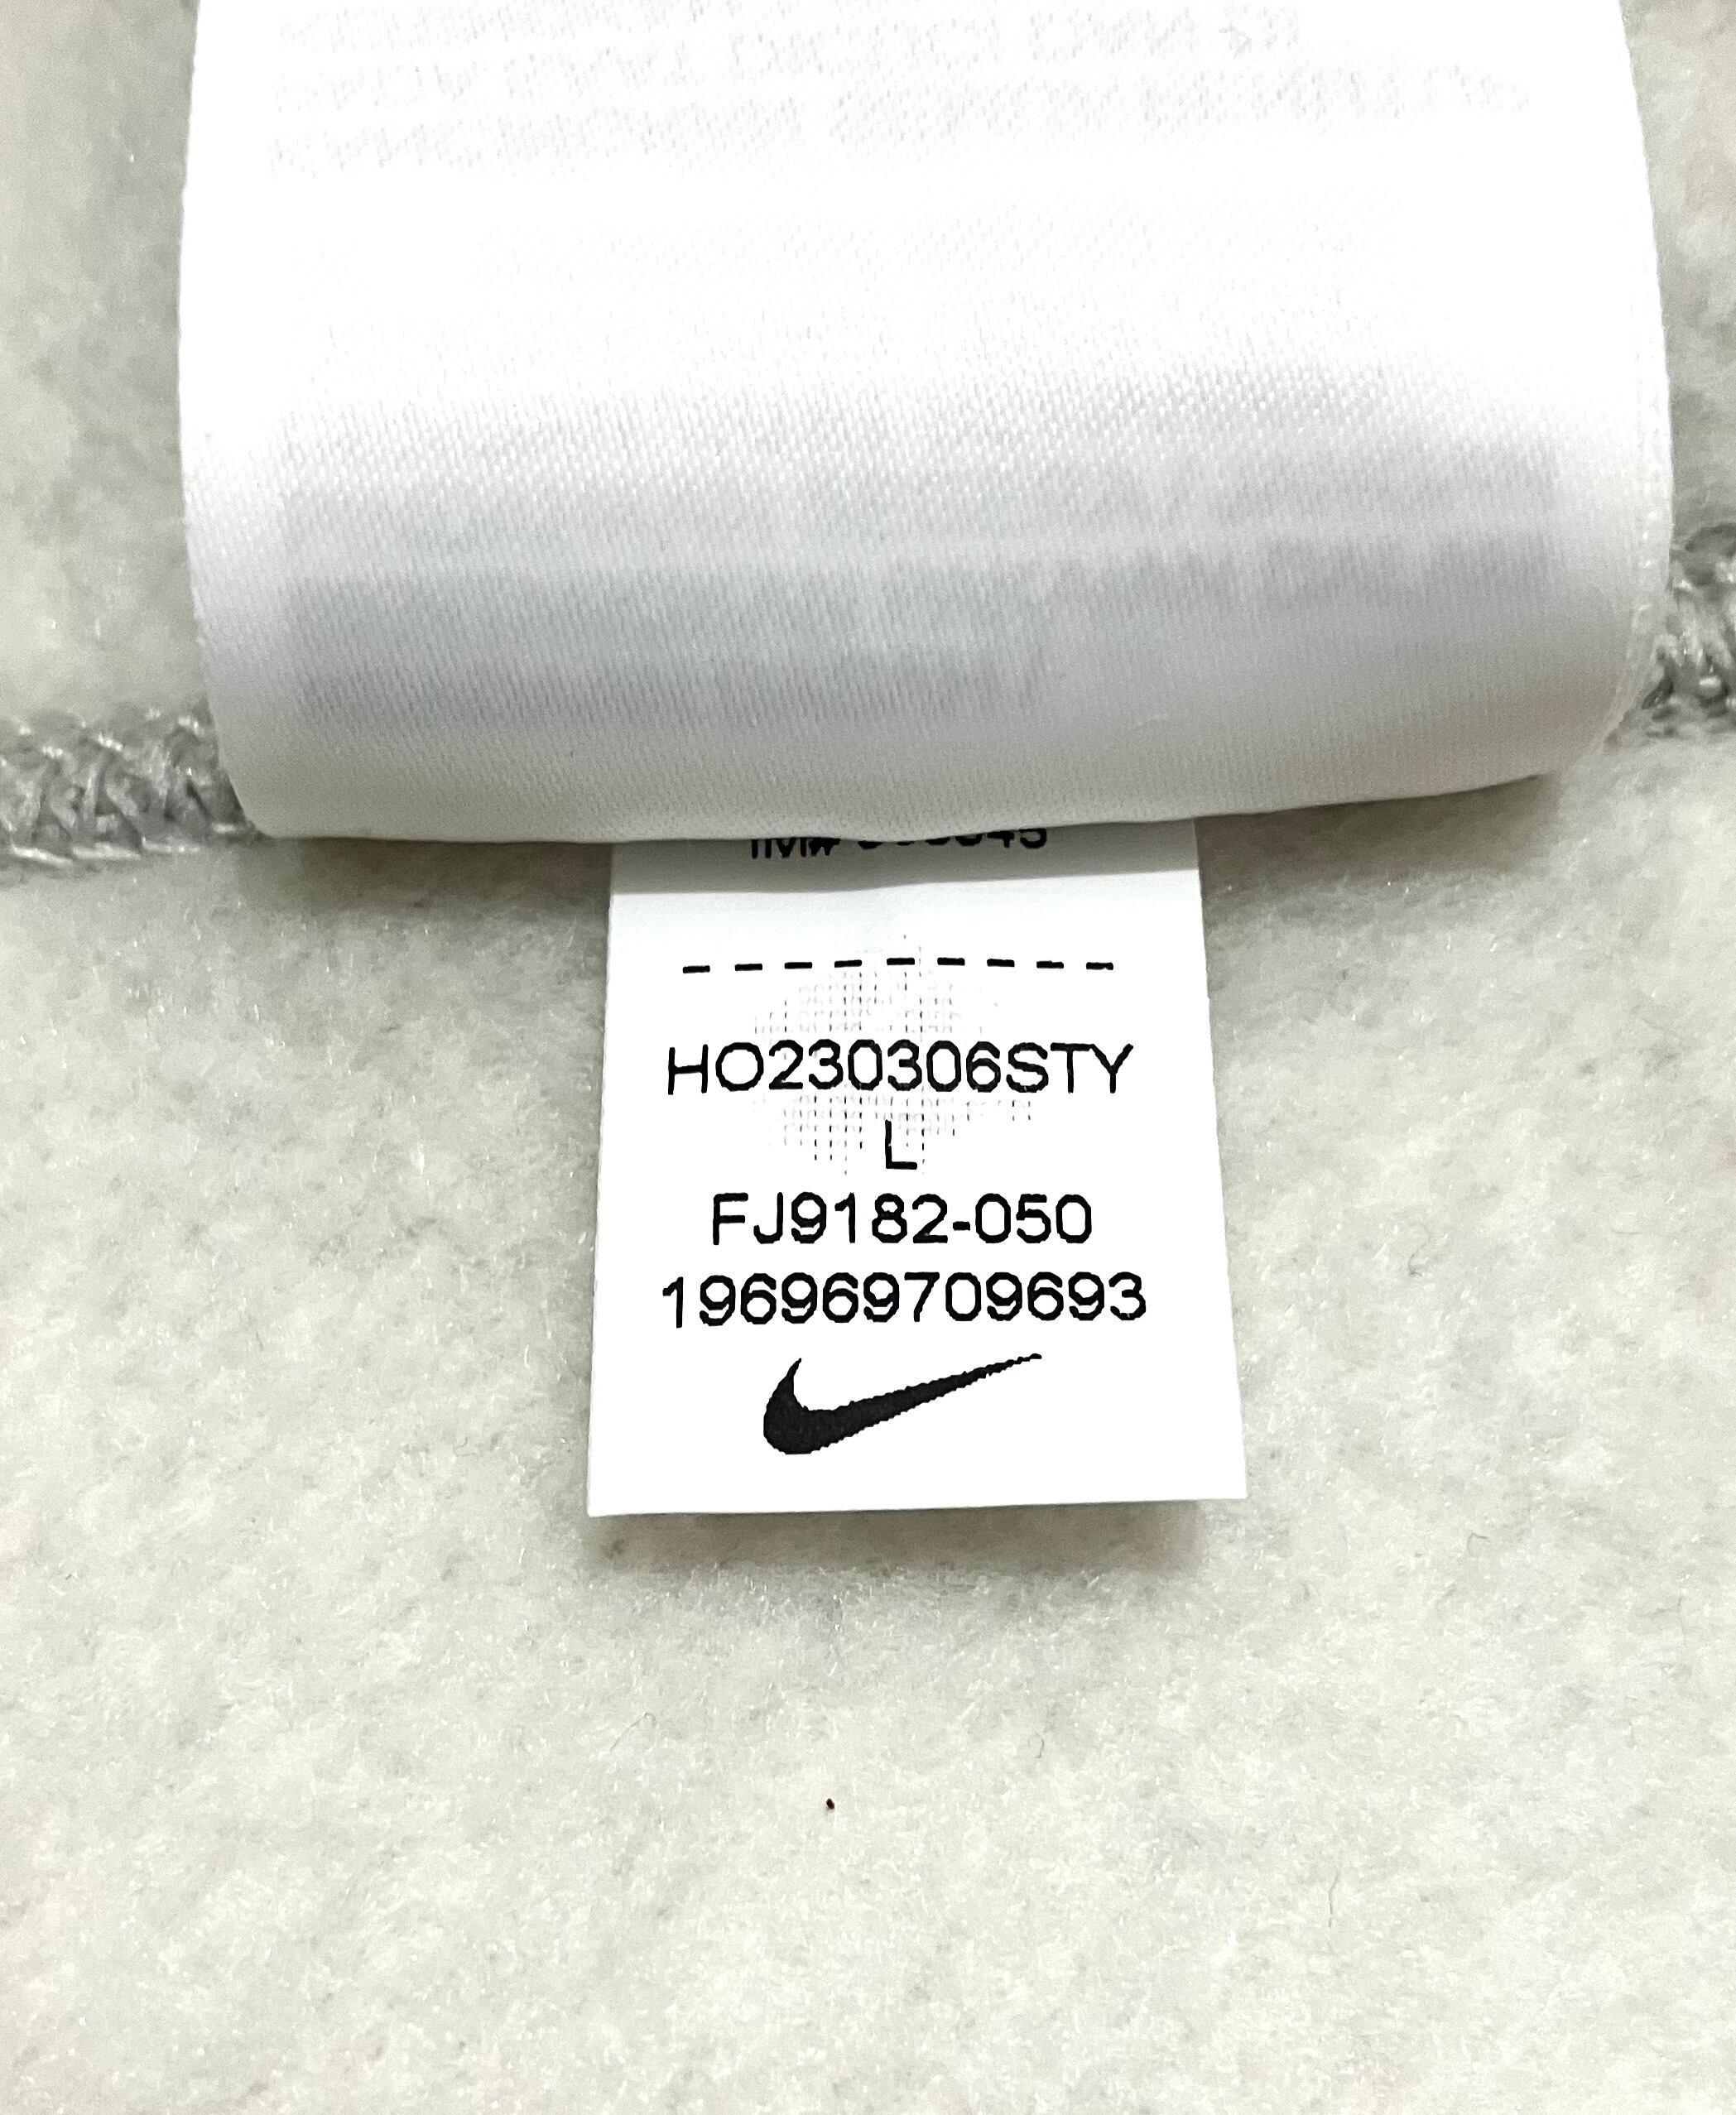 ---------
HO230306STY
L
FJ9182-050
196969709693